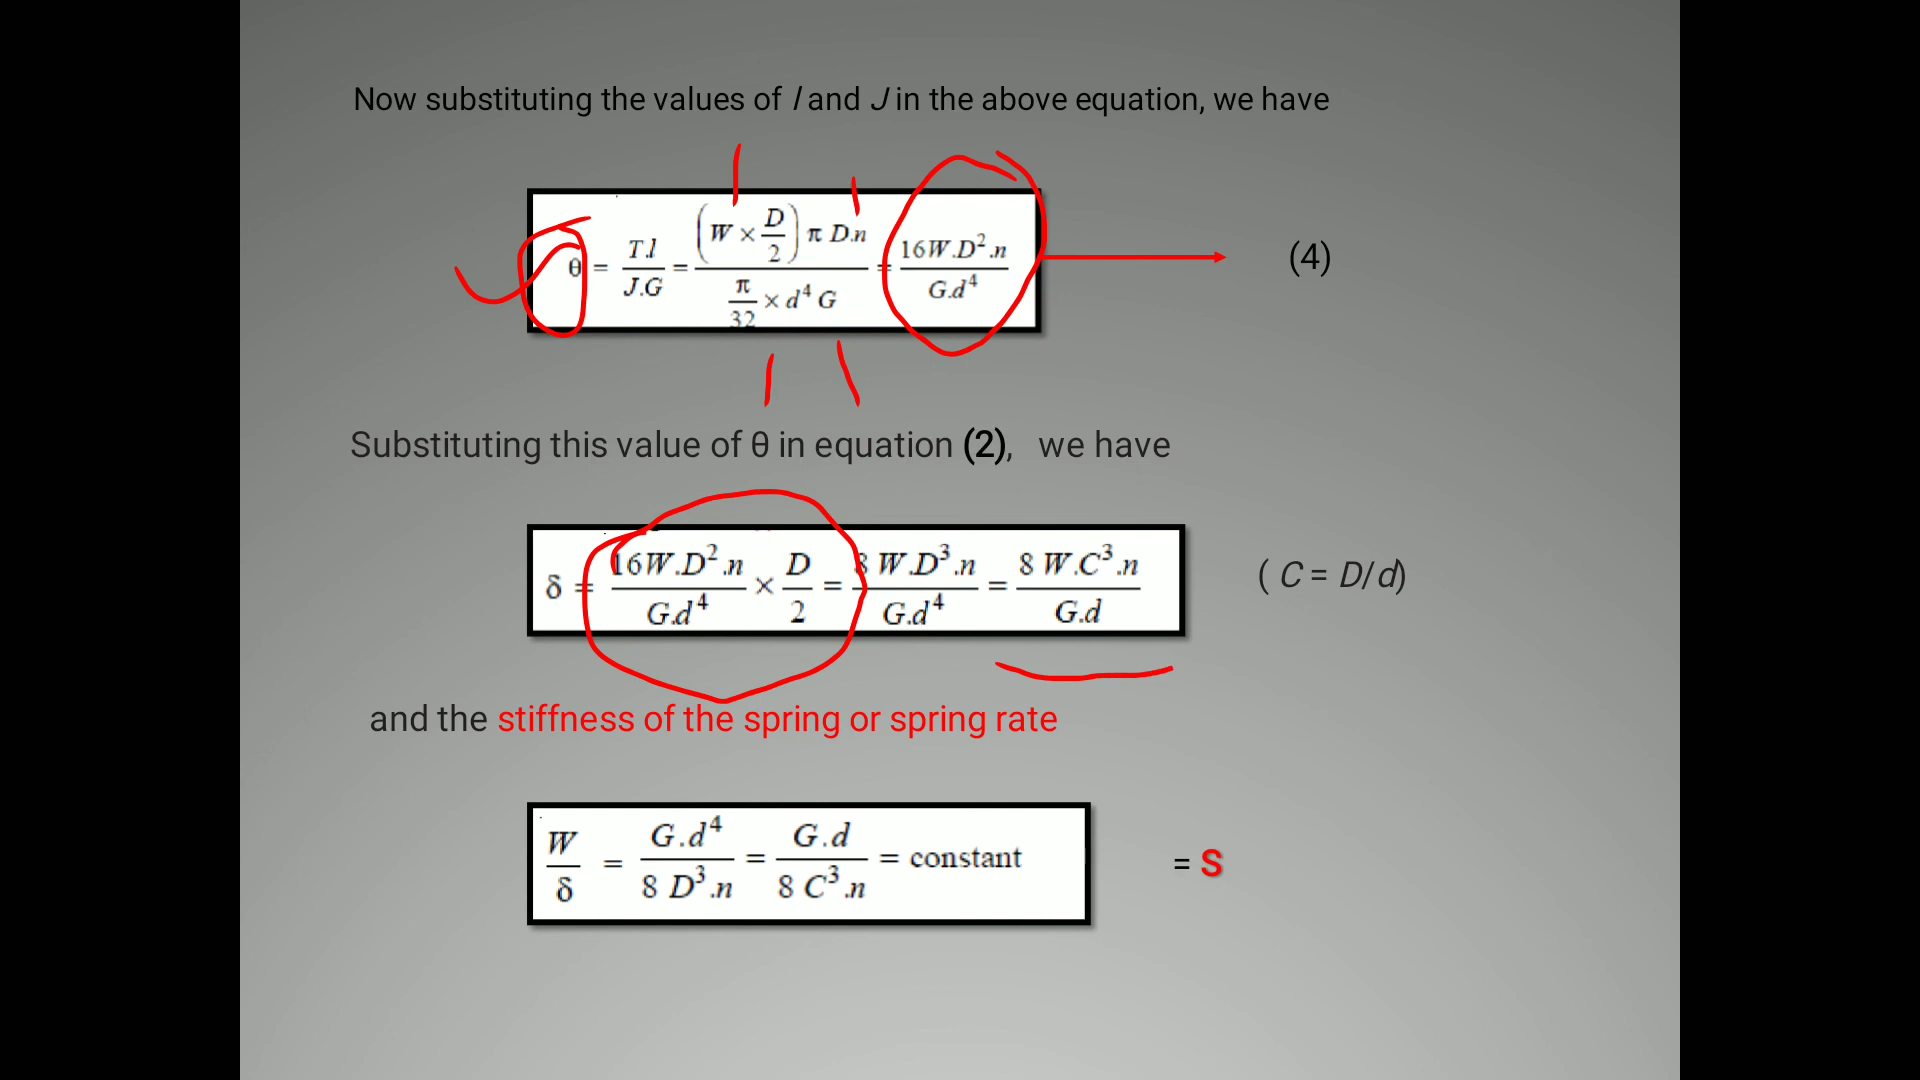 Now substituting the values of l and J in the above equation, we have
θ = T.l / J.G = (W × D/2) π D.n / (π/32 × d⁴ G) = 16W.D².n / G.d⁴ (4)
Substituting this value of θ in equation (2), we have
δ = 16W.D².n / G.d⁴ × D/2 = 8 W.D³.n / G.d⁴ = 8 W.C³.n / G.d ( C = D/d)
and the stiffness of the spring or spring rate
W/δ = G.d⁴ / 8 D³.n = G.d / 8 C³.n = constant = S